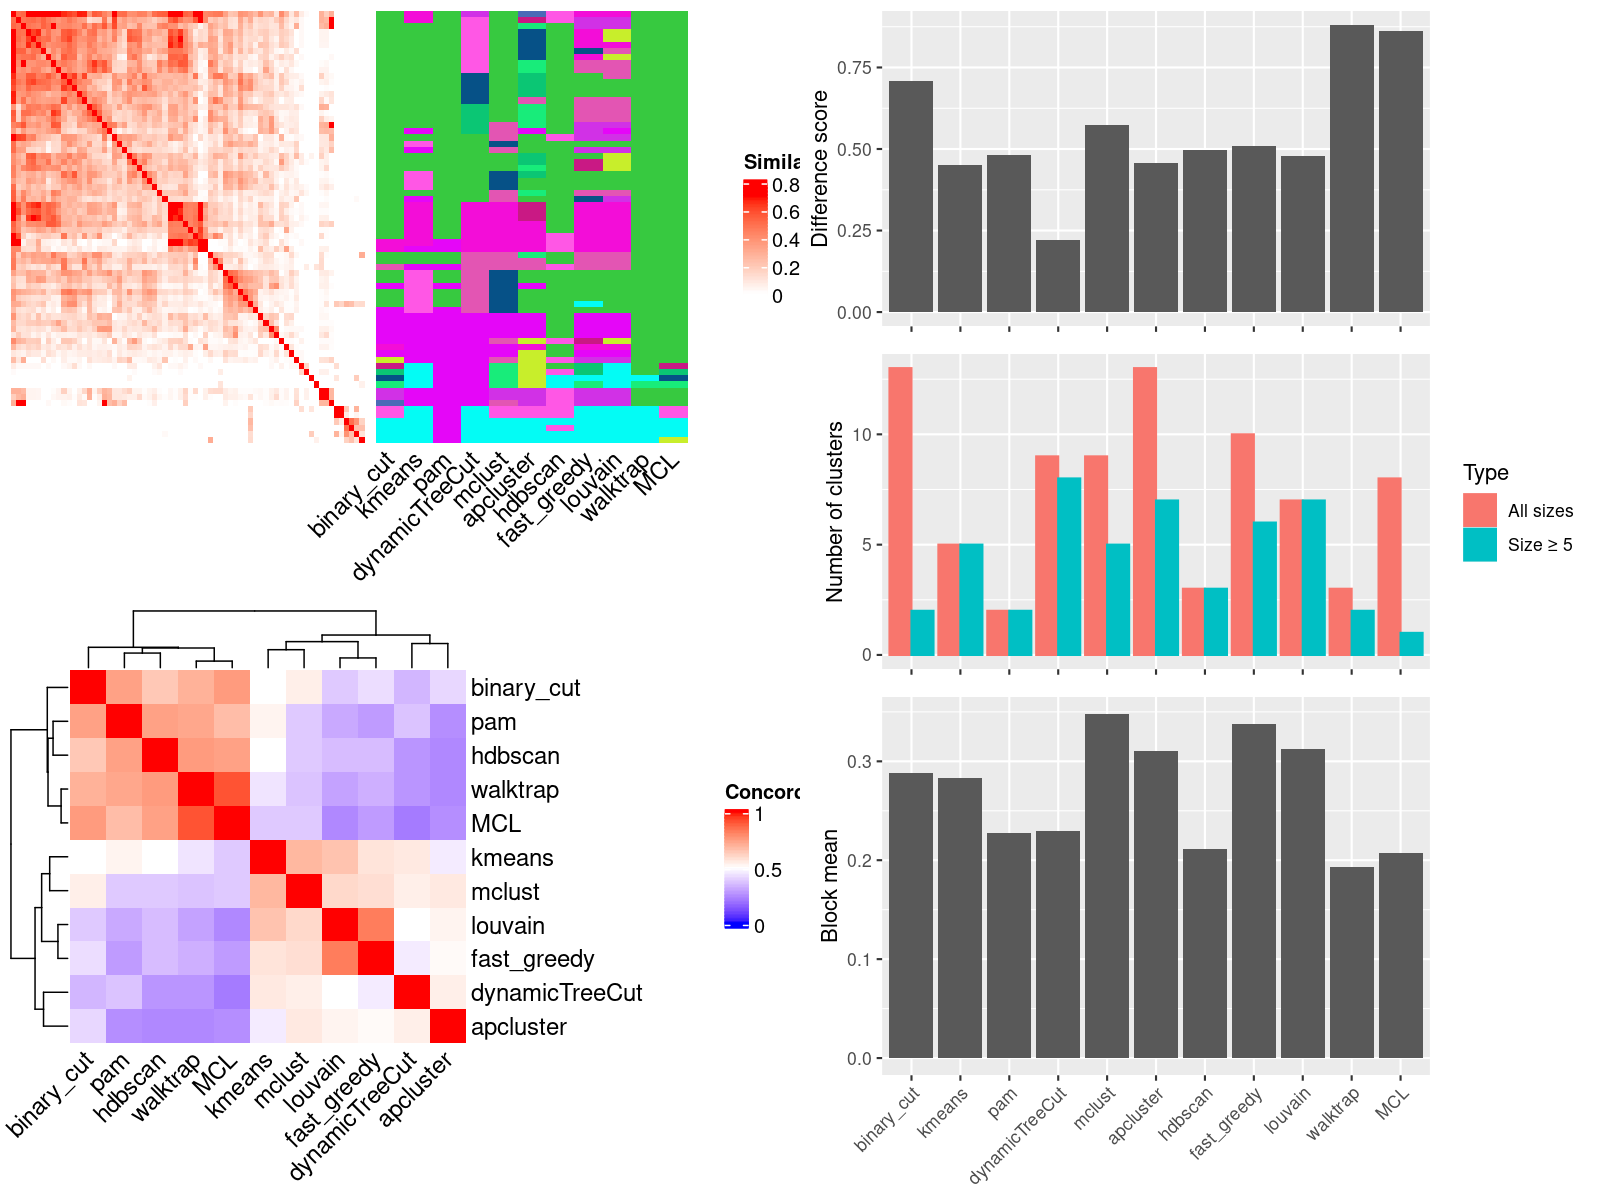 Simila
0.8
0.6
0.4
0.2
0
binary_cut
kmeans
pam
dynamicTreeCut
mclust
apcluster
hdbscan
fast_greedy
louvain
walktrap
MCL
binary_cut
pam
hdbscan
walktrap
MCL
kmeans
mclust
louvain
fast_greedy
dynamicTreeCut
apcluster
Concord
1
0.5
0
binary_cut
pam
hdbscan
walktrap
MCL
kmeans
mclust
louvain
fast_greedy
dynamicTreeCut
apcluster
Difference score
0.75
0.50
0.25
0.00
Number of clusters
10
5
0
Type
All sizes
Size ≥ 5
Block mean
0.3
0.2
0.1
0.0
binary_cut
kmeans
pam
dynamicTreeCut
mclust
apcluster
hdbscan
fast_greedy
louvain
walktrap
MCL